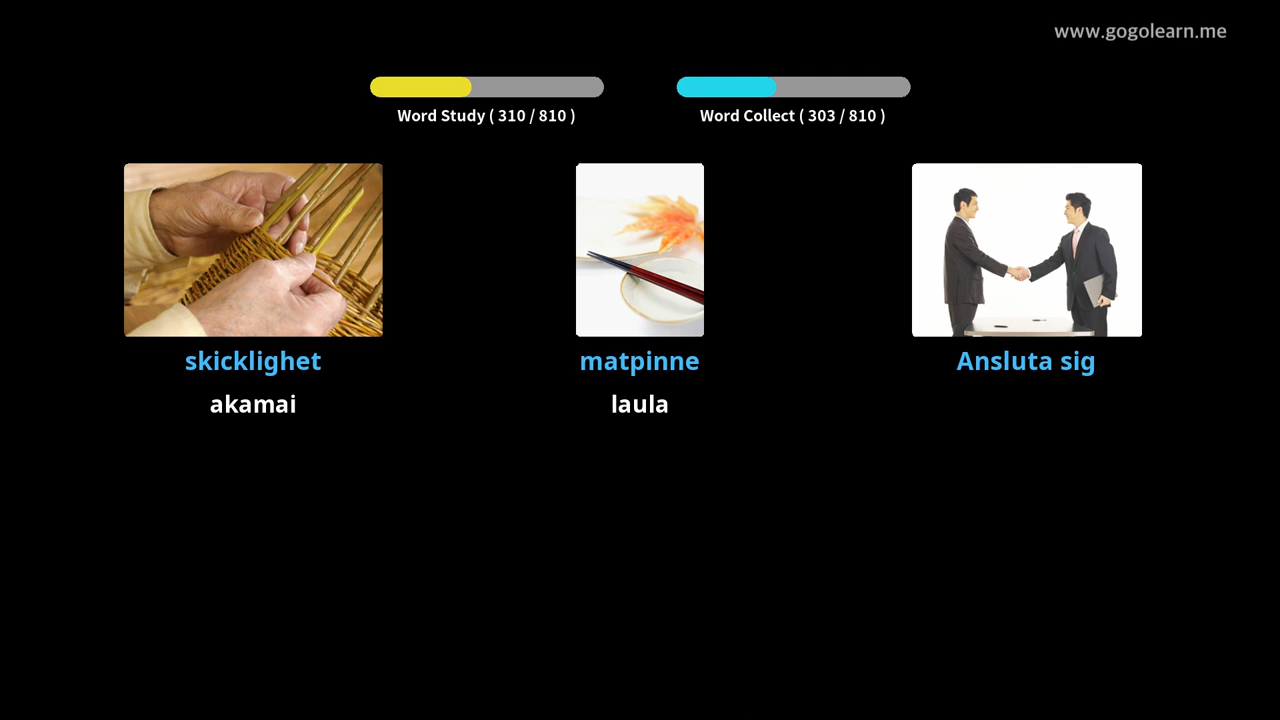 www.gogolearn.me
Word Study ( 310 / 810 )
Word Collect ( 303 / 810 )
skicklighet
matpinne
Ansluta sig
akamai
laula